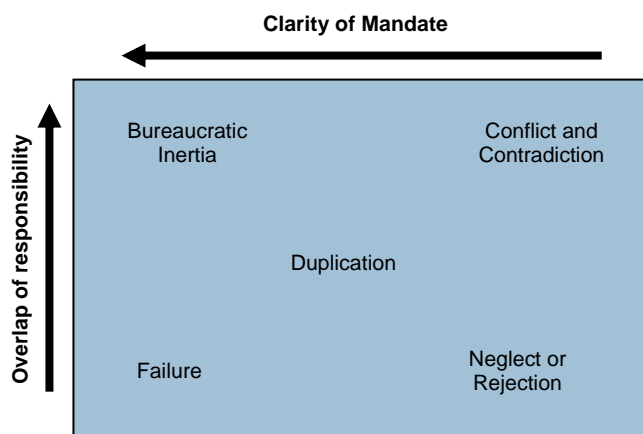 Clarity of Mandate
Overlap of responsibility
Bureaucratic
Inertia
Conflict and
Contradiction
Duplication
Failure
Neglect or
Rejection